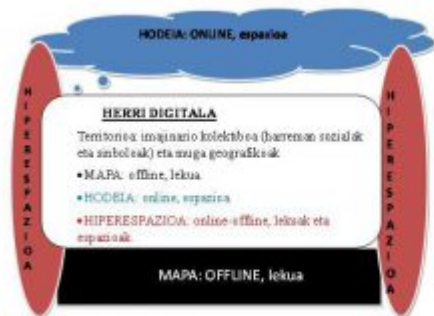 HODEIA: ONLINE, espazioa
HIPERESPAZIOA
HERRI DIGITALA
Territorioa: imajinario kolektiboa (harreman sozialak
eta sinboloak) eta muga geografikoak
•MAPA: offline, lekua
•HODEIA: online, espazioa
•HIPERESPAZIOA: online-offline, lekuak eta
espazioak
HIPERESPAZIOA
MAPA: OFFLINE, lekua